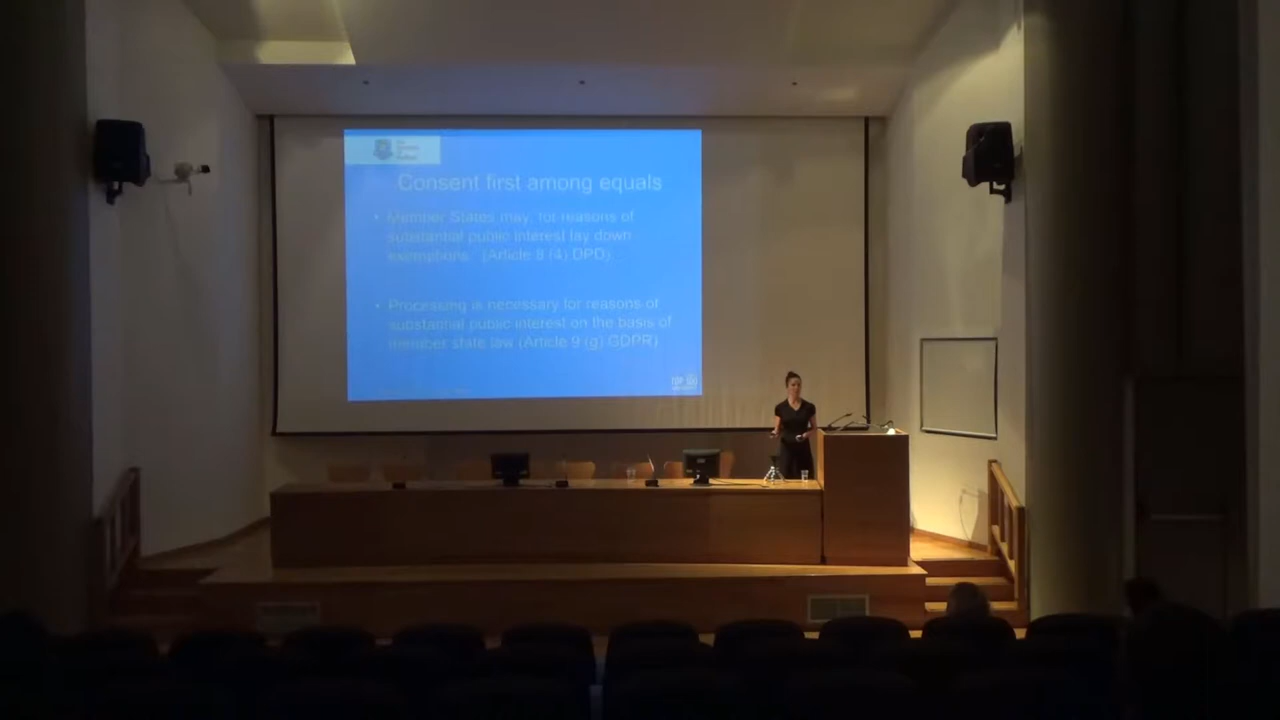 Consent first among equals
• Member States may, for reasons of
substantial public interest lay down
exemptions (Article 8 (4) DPD)
• Processing is necessary for reasons of
substantial public interest on the basis of
member state law (Article 9 (g) GDPR)
TOP 100